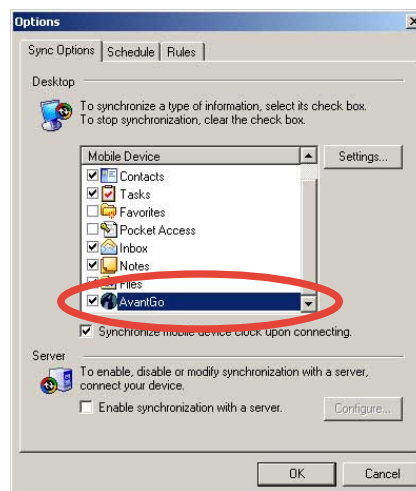 Options
Sync Options Schedule Rules
Desktop
To synchronize a type of information, select its check box.
To stop synchronization, clear the check box.
Mobile Device
Settings...
Contacts
Tasks
Favorites
Pocket Access
Inbox
Notes
Files
AvantGo
Synchronize mobile device clock upon connecting.
Server
To enable, disable or modify synchronization with a server,
connect your device.
Enable synchronization with a server.
Configure...
OK Cancel